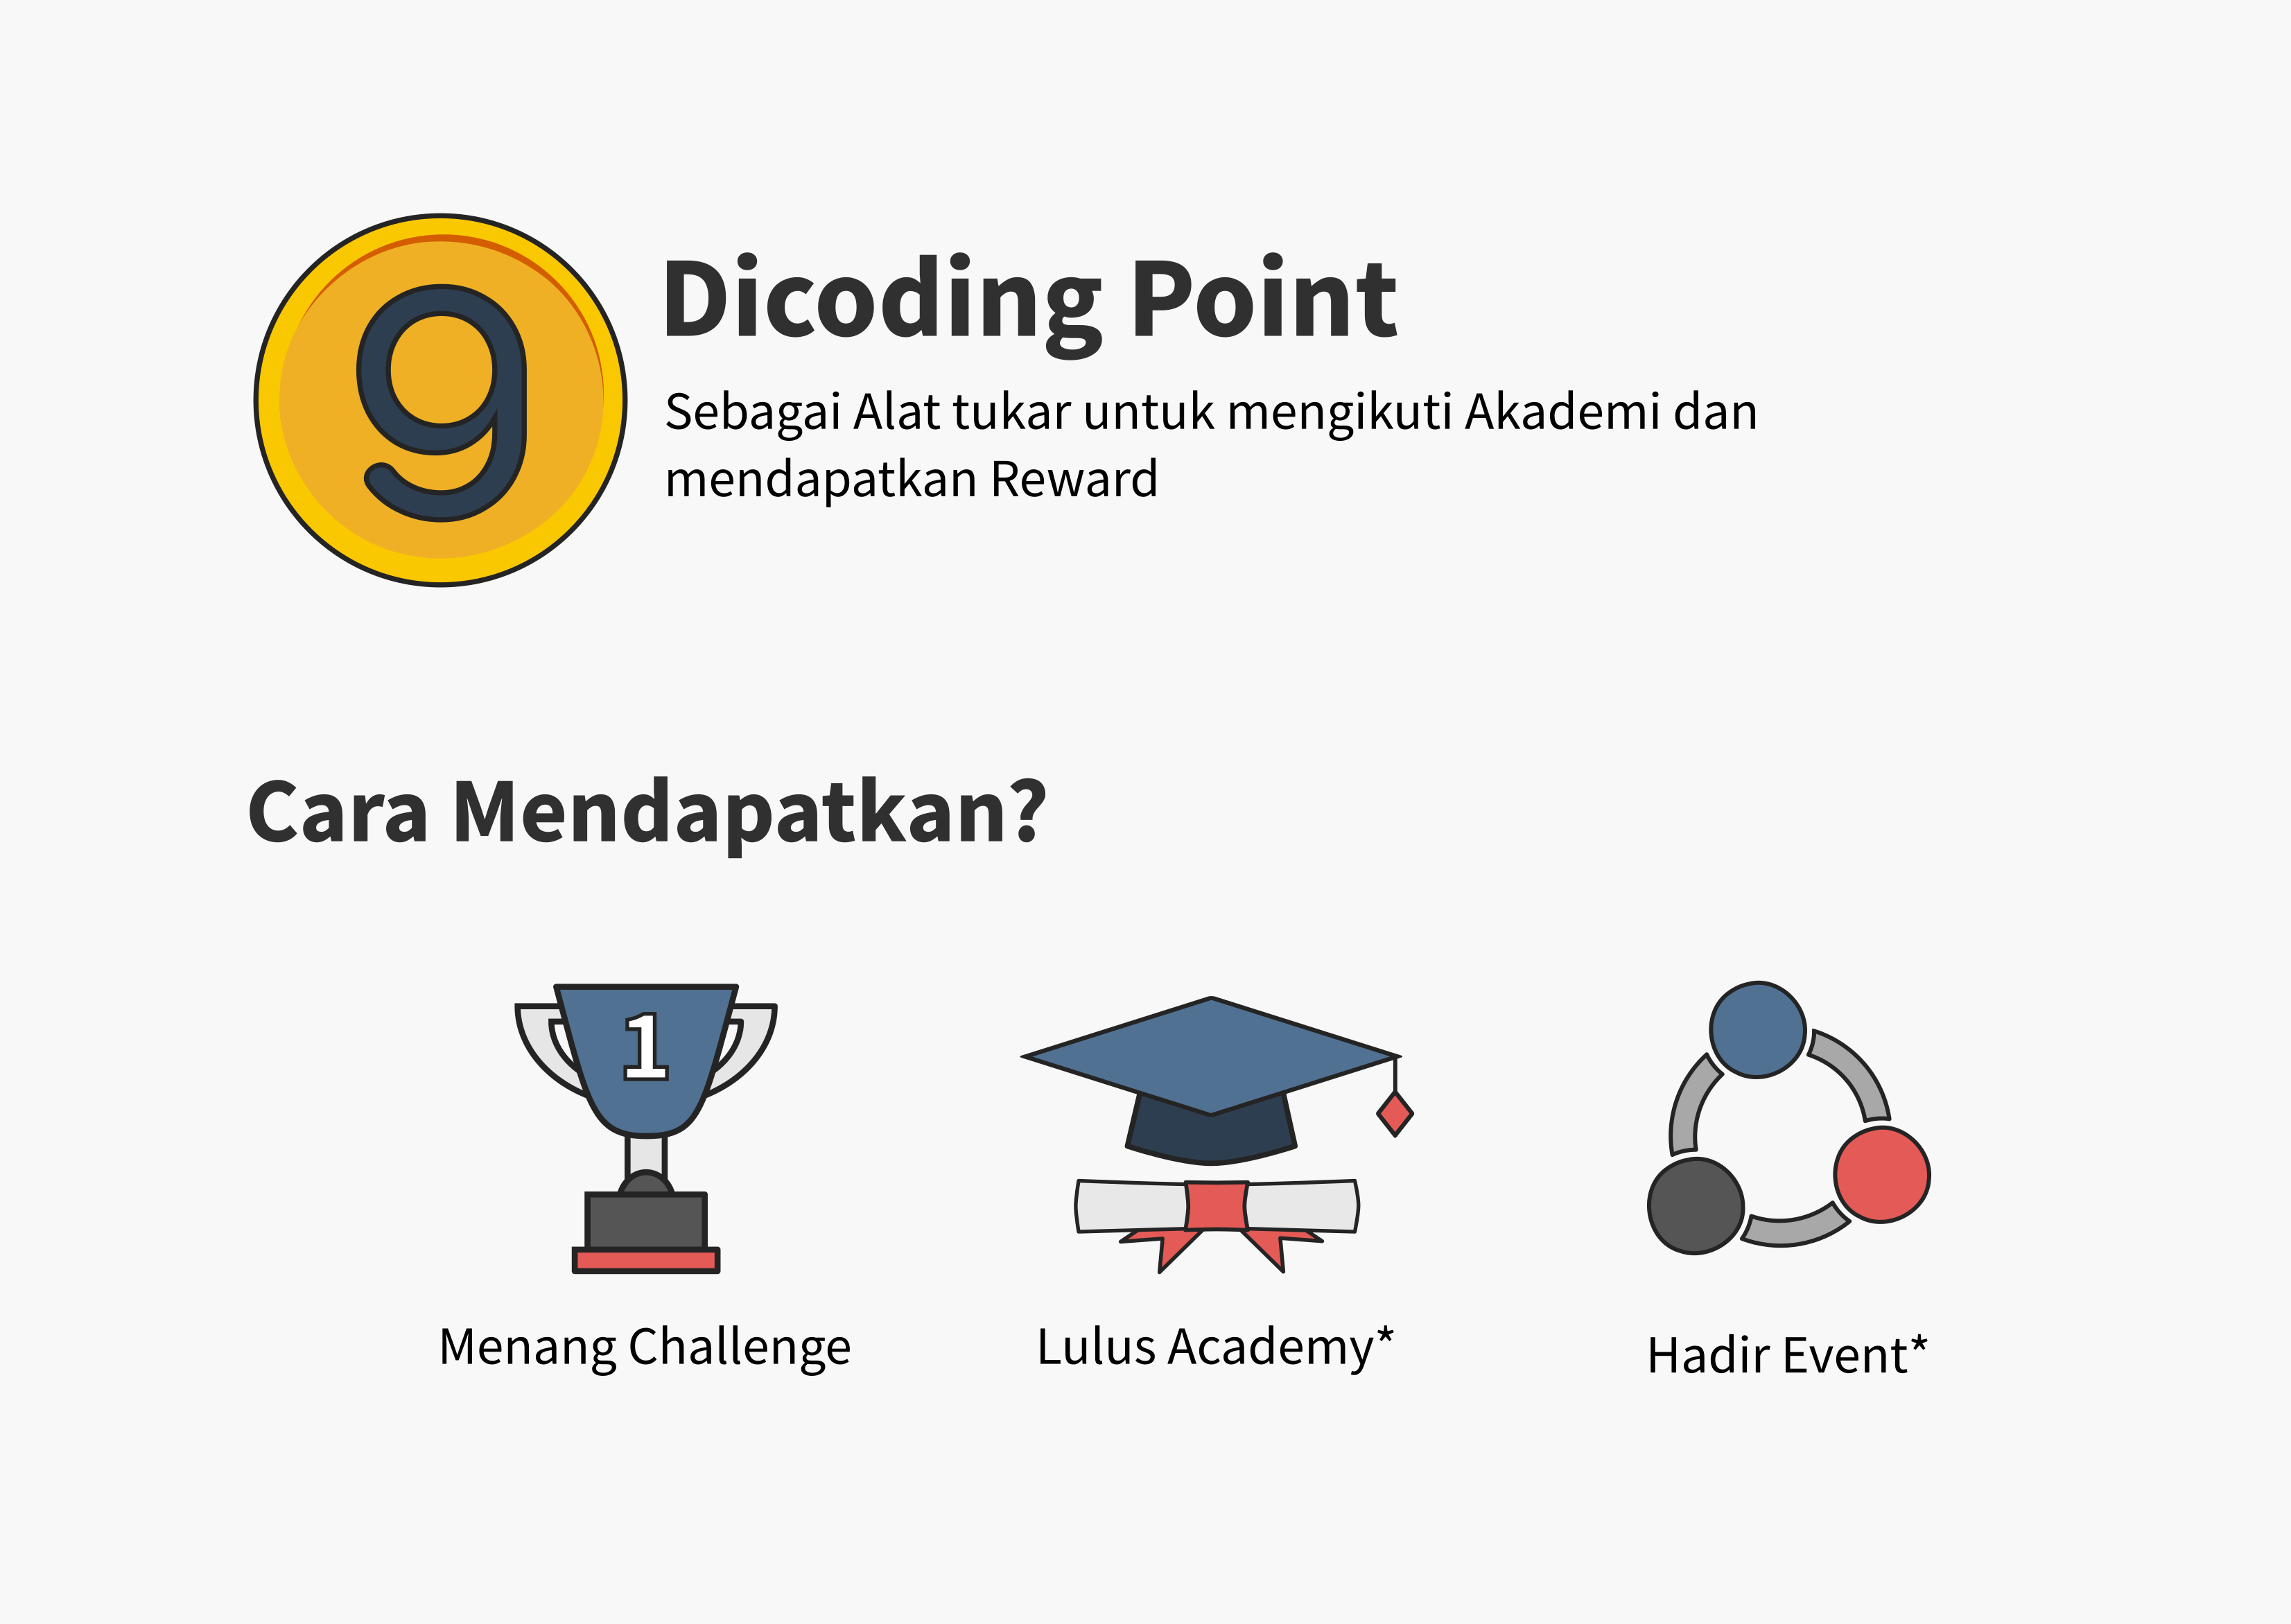 9
Dicoding Point
Sebagai Alat tukar untuk mengikuti Akademi dan
mendapatkan Reward
Cara Mendapatkan?
1
Menang Challenge
Lulus Academy*
Hadir Event*